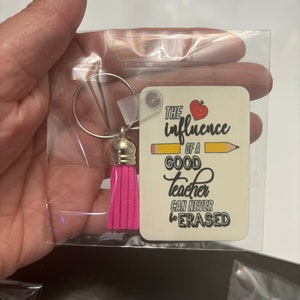 THE
influence
OF A
GOOD
teacher
CAN NEVER
be ERASED